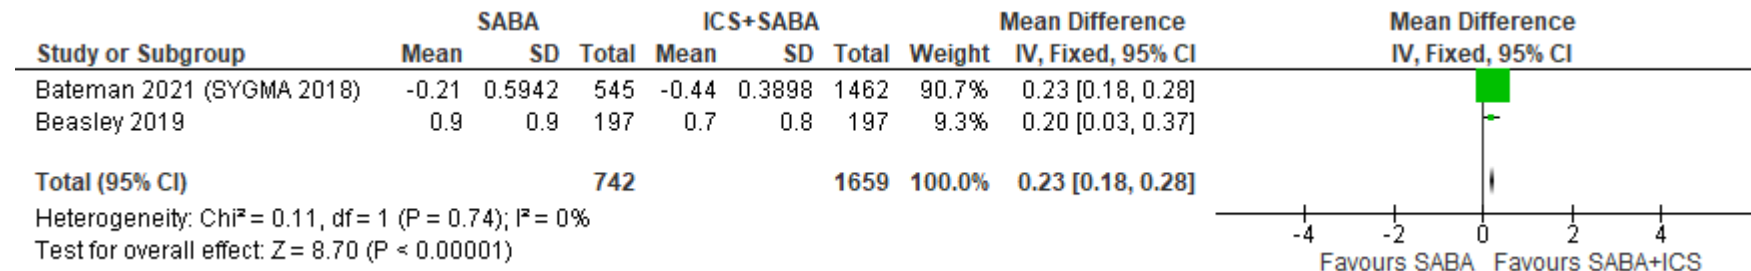 SABA ICS+SABA Mean Difference Mean Difference
Study or Subgroup Mean SD Total Mean SD Total Weight IV, Fixed, 95% CI IV, Fixed, 95% CI
Bateman 2021 (SYGMA 2018) -0.21 0.5942 545 -0.44 0.3898 1462 90.7% 0.23 [0.18, 0.28]
Beasley 2019 0.9 0.9 197 0.7 0.8 197 9.3% 0.20 [0.03, 0.37]
Total (95% CI) 742 1659 100.0% 0.23 [0.18, 0.28]
Heterogeneity: Chi² = 0.11, df = 1 (P = 0.74); I² = 0%
Test for overall effect: Z = 8.70 (P < 0.00001)
-4 -2 0 2 4
Favours SABA Favours SABA+ICS